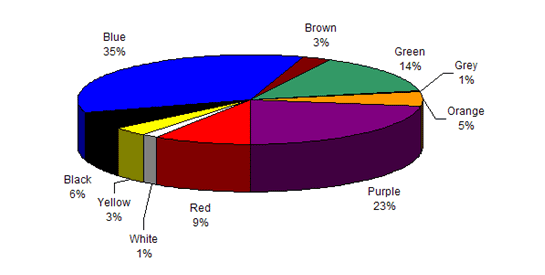 Blue
35%
Brown
3%
Green
14%
Grey
1%
Orange
5%
Purple
23%
Red
9%
White
1%
Yellow
3%
Black
6%